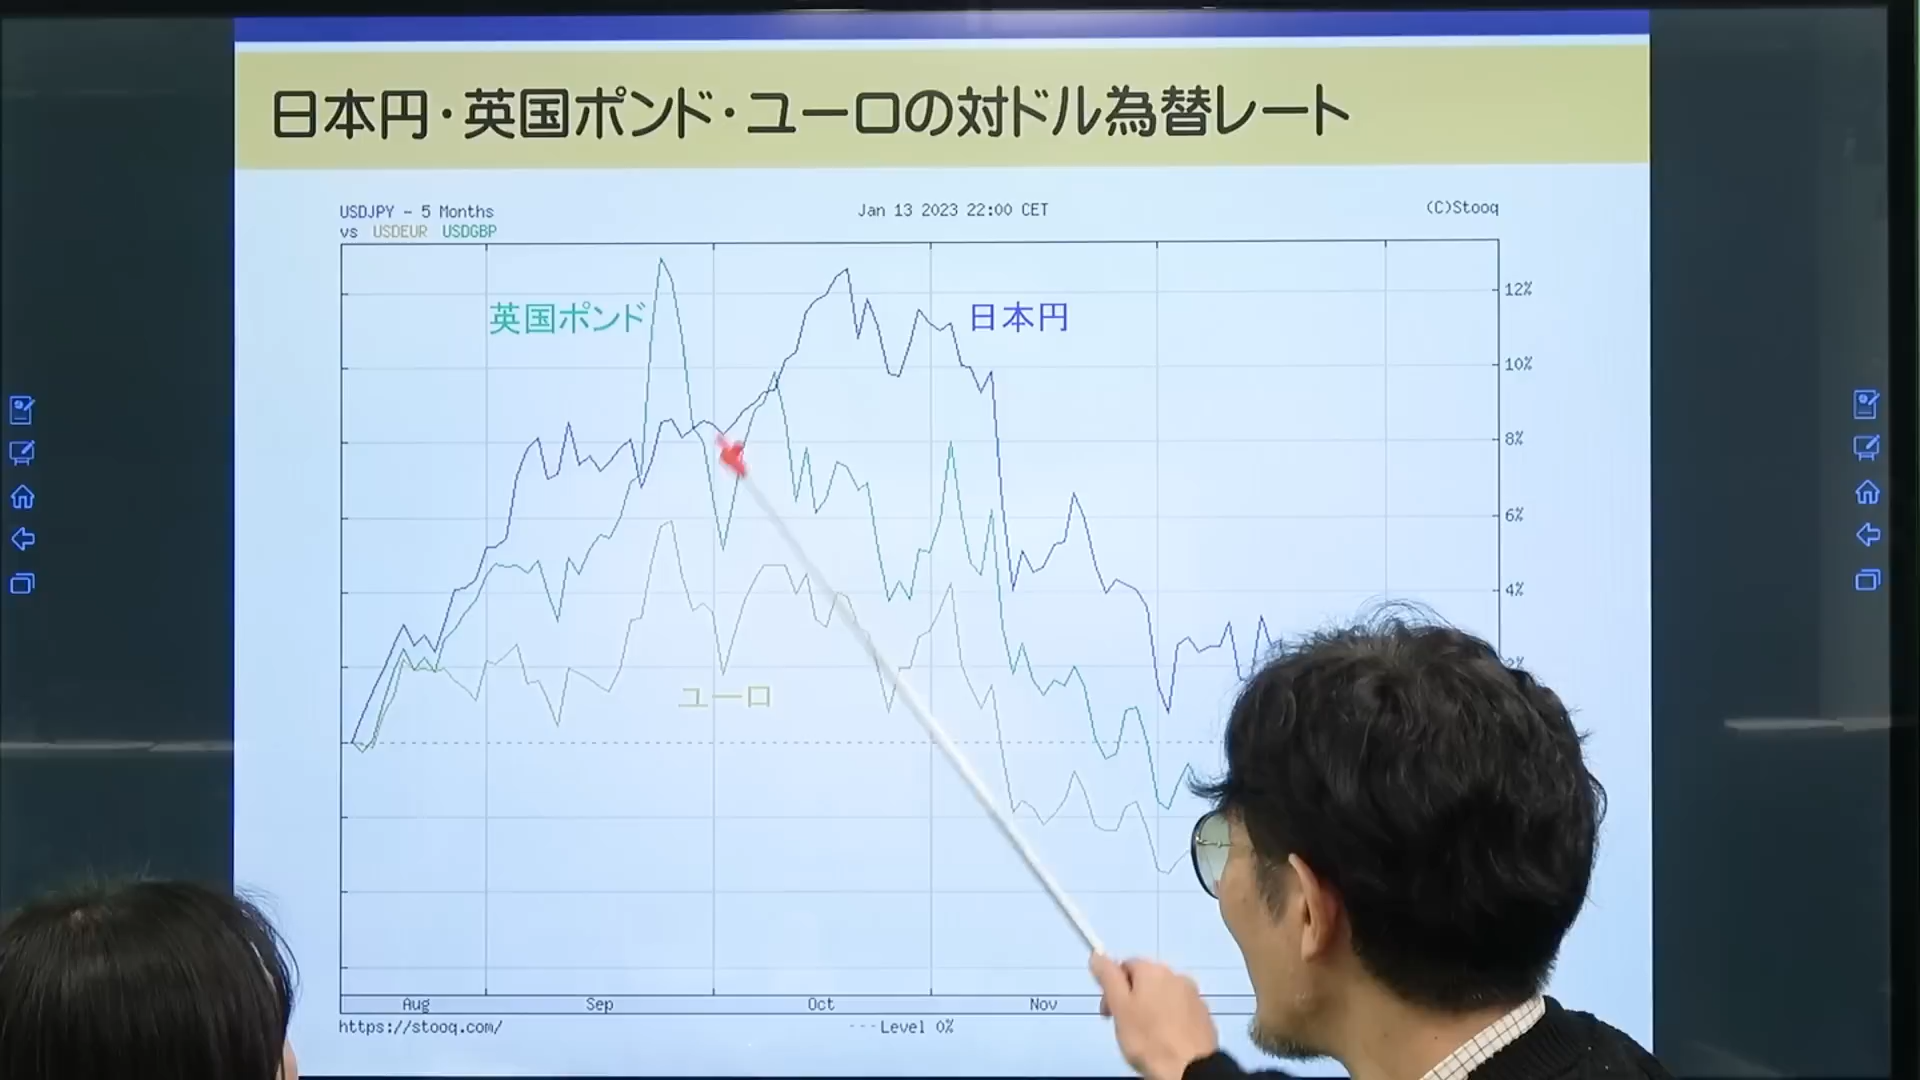 日本円・英国ポンド・ユーロの対ドル為替レート
USDJPY - 5 Months
Jan 13 2023 22:00 CET
(C)Stooq
vs USDEUR USDGBP
英国ポンド
日本円
ユーロ
12%
10%
8%
6%
4%
2%
Aug
Sep
Oct
Nov
https://stooq.com/
---Level 0%